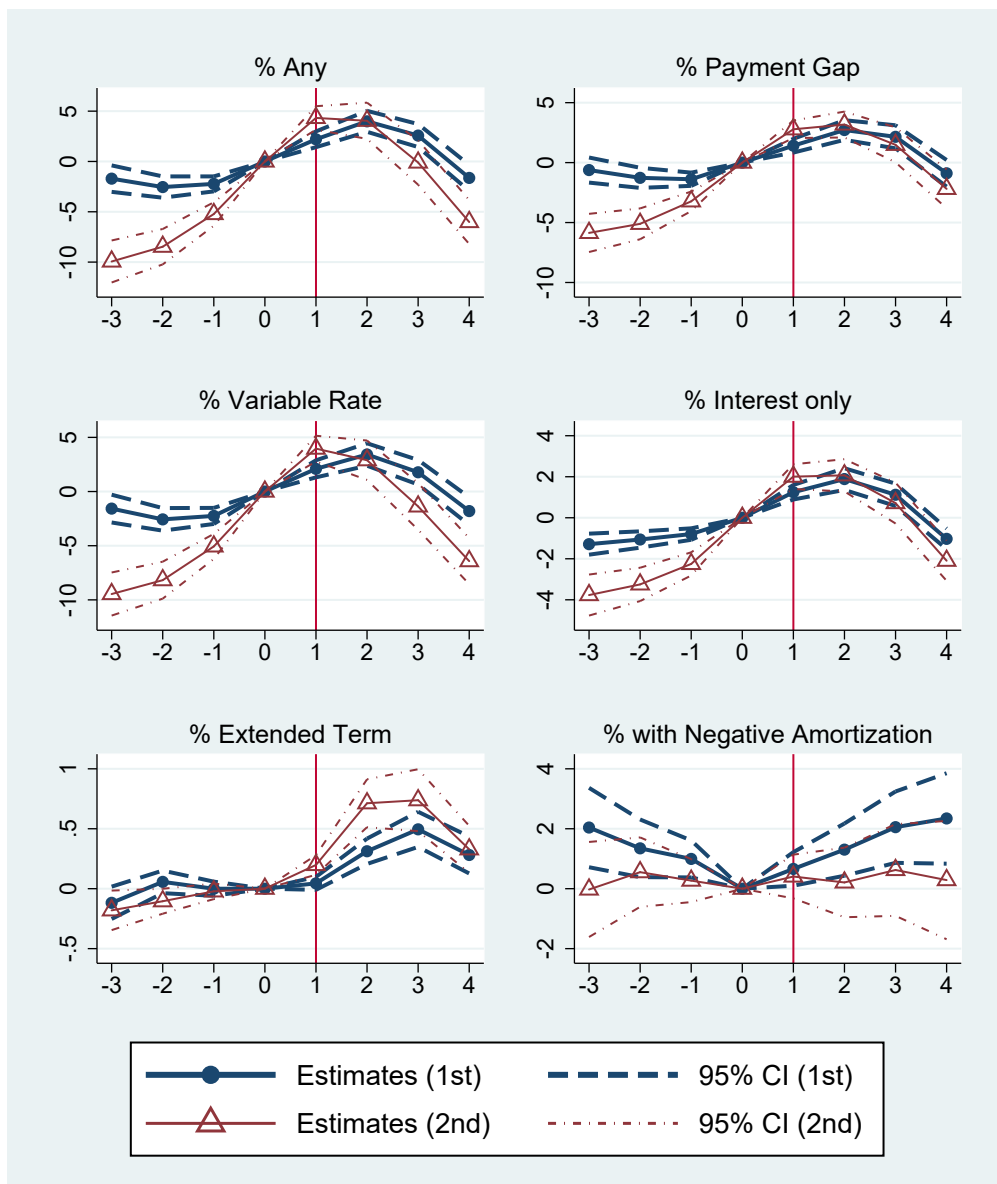 % Any
% Payment Gap
5
0
-5
-10
-3 -2 -1 0 1 2 3 4
5
0
-5
-10
-3 -2 -1 0 1 2 3 4
% Variable Rate
% Interest only
5
0
-5
-10
-3 -2 -1 0 1 2 3 4
4
2
0
-2
-4
-3 -2 -1 0 1 2 3 4
% Extended Term
% with Negative Amortization
1
.5
0
-.5
-3 -2 -1 0 1 2 3 4
4
2
0
-2
-3 -2 -1 0 1 2 3 4
Estimates (1st)
95% CI (1st)
Estimates (2nd)
95% CI (2nd)